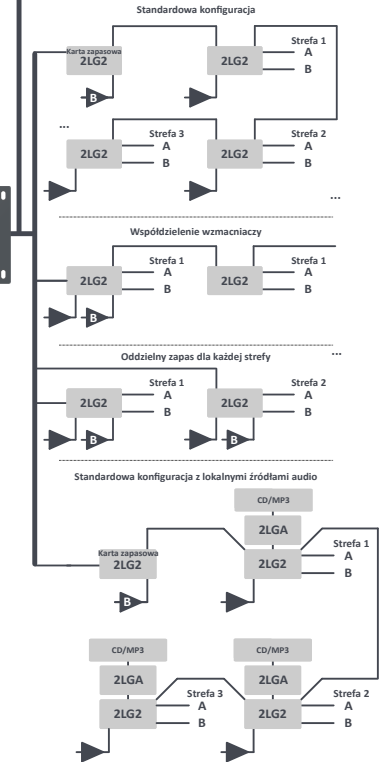 Standardowa konfiguracja
Karta zapasowa
2LG2
B
2LG2
Strefa 1
A
B
...
2LG2
Strefa 3
A
B
2LG2
Strefa 2
A
B
...
Współdzielenie wzmacniaczy
2LG2
Strefa 1
A
B
B
2LG2
Strefa 1
A
B
Oddzielny zapas dla każdej strefy
...
2LG2
Strefa 1
A
B
B
2LG2
Strefa 2
A
B
B
Standardowa konfiguracja z lokalnymi źródłami audio
CD/MP3
2LGA
Karta zapasowa
2LG2
B
2LG2
Strefa 1
A
B
CD/MP3
2LGA
2LG2
Strefa 3
A
B
CD/MP3
2LGA
2LG2
Strefa 2
A
B